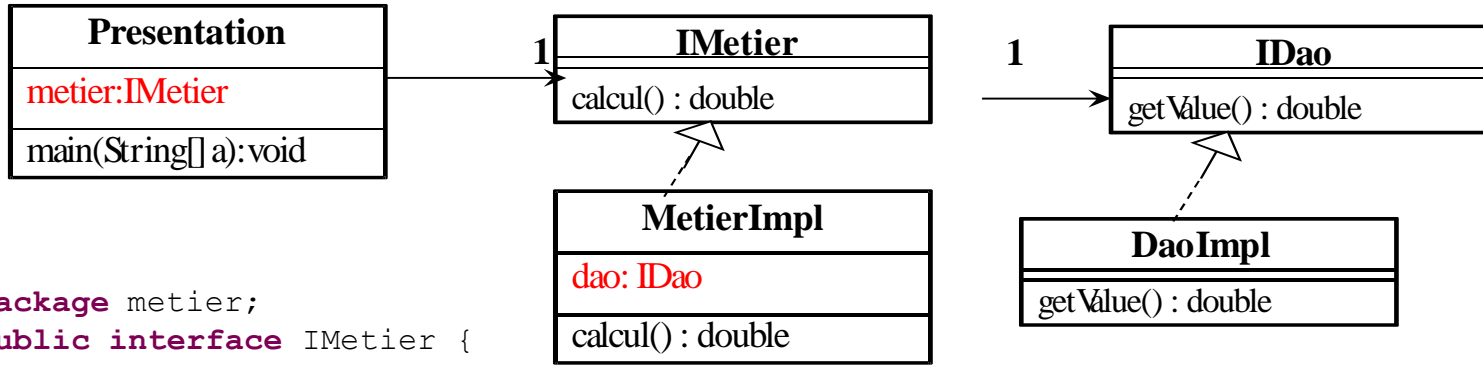 Presentation
metier:IMetier
main(String[] a):void
1
IMetier
calcul() : double
1
IDao
getValue() : double
MetierImpl
dao: IDao
calcul() : double
DaoImpl
getValue() : double
ackage metier;
ublic interface IMetier {